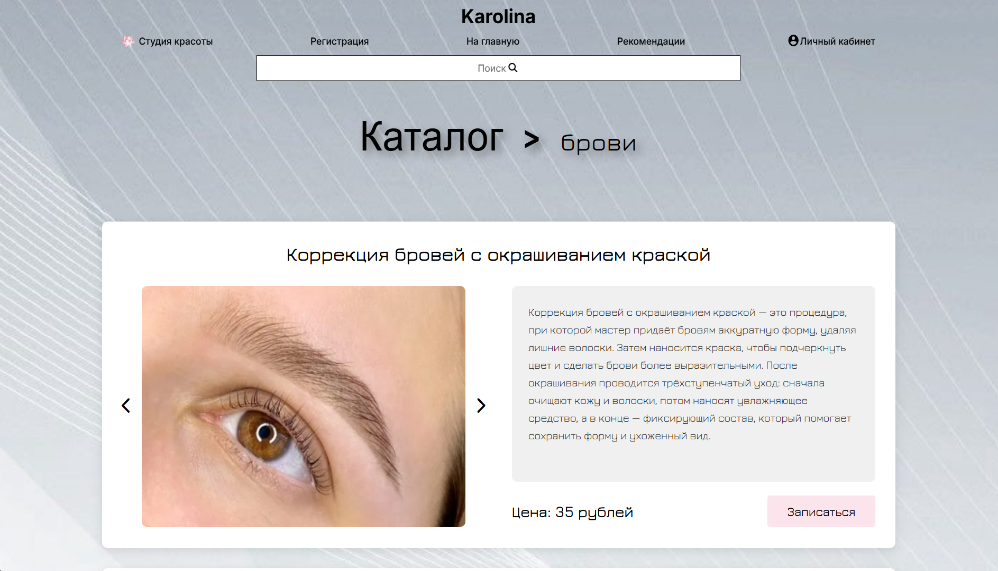 Karolina
Студия красоты
Регистрация
На главную
Рекомендации
Личный кабинет
Поиск
Каталог > брови
Коррекция бровей с окрашиванием краской
Коррекция бровей с окрашиванием краской — это процедура,
при которой мастер придаёт бровям аккуратную форму, удаляя
лишние волоски. Затем наносится краска, чтобы подчеркнуть
цвет и сделать брови более выразительными. После
окрашивания проводится трёхступенчатый уход: сначала
очищают кожу и волоски, потом наносят увлажняющее
средство, а в конце — фиксирующий состав, который помогает
сохранить форму и ухоженный вид.
Цена: 35 рублей
Записаться